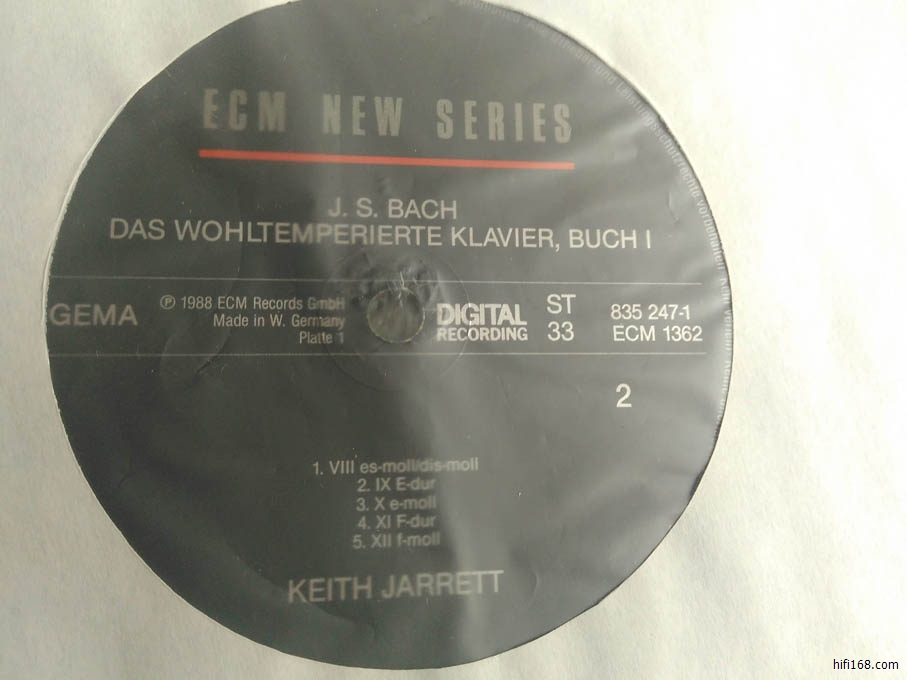 ECM NEW SERIES
J. S. BACH
DAS WOHLTEMPERIERTE KLAVIER, BUCH I
GEMA
℗ 1988 ECM Records GmbH
Made in W. Germany
Platte 1
DIGITAL
RECORDING
ST
33
835 247-1
ECM 1362
2
1. VIII es-moll/dis-moll
2. IX E-dur
3. X e-moll
4. XI F-dur
5. XII f-moll
KEITH JARRETT
hifi168.com